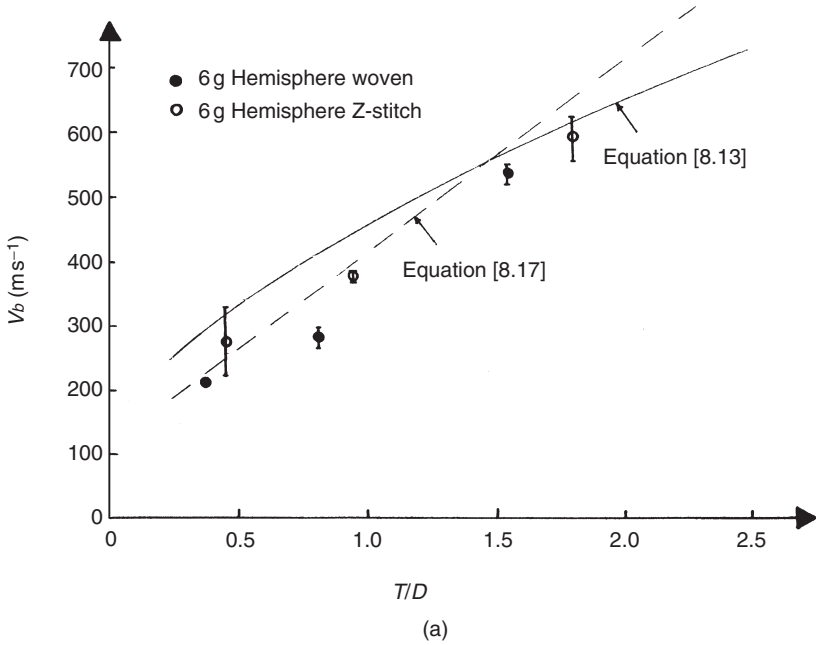 700
600
500
400
300
200
100
0
V_b (m s⁻¹)
6 g Hemisphere woven
6 g Hemisphere Z-stitch
Equation [8.13]
Equation [8.17]
0 0.5 1.0 1.5 2.0 2.5
T/D
(a)